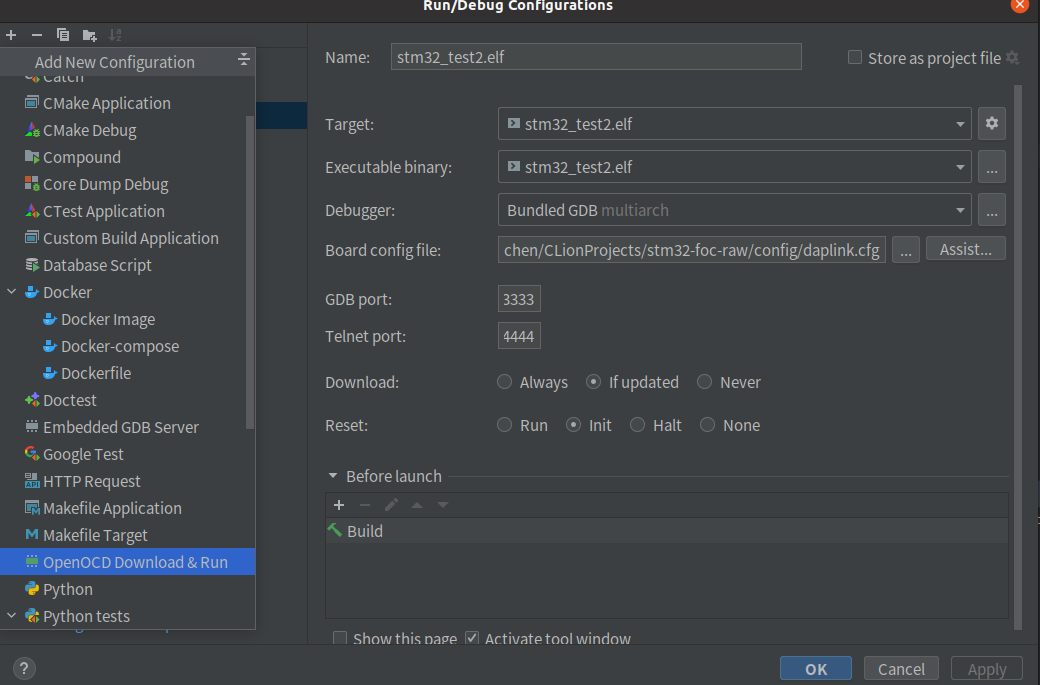 Run/Debug Configurations
Add New Configuration
Catch
CMake Application
CMake Debug
Compound
Core Dump Debug
CTest Application
Custom Build Application
Database Script
Docker
Docker Image
Docker-compose
Dockerfile
Doctest
Embedded GDB Server
Google Test
HTTP Request
Makefile Application
Makefile Target
OpenOCD Download & Run
Python
Python tests
Name: stm32_test2.elf Store as project file
Target: stm32_test2.elf
Executable binary: stm32_test2.elf ...
Debugger: Bundled GDB multiarch ...
Board config file: chen/CLionProjects/stm32-foc-raw/config/daplink.cfg ... Assist...
GDB port: 3333
Telnet port: 4444
Download: Always If updated Never
Reset: Run Init Halt None
Before launch
Build
Show this page Activate tool window
? OK Cancel Apply